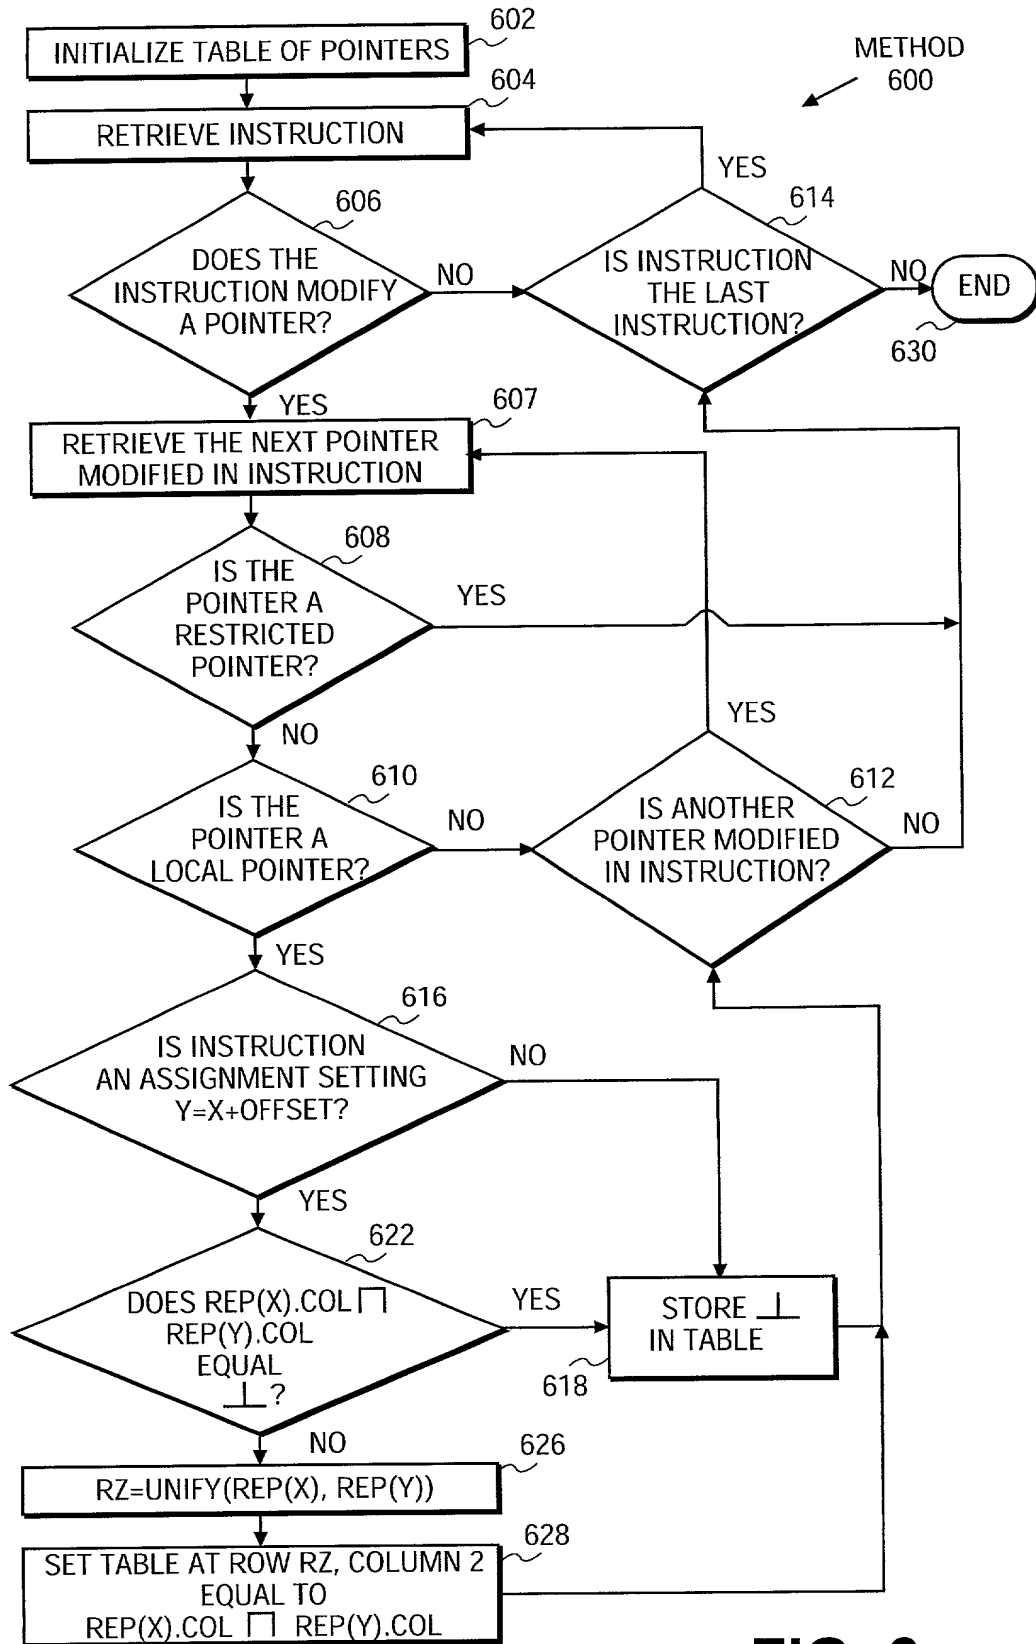 602
INITIALIZE TABLE OF POINTERS
METHOD
600
604
RETRIEVE INSTRUCTION
YES
606
614
DOES THE
INSTRUCTION MODIFY
A POINTER?
NO
IS INSTRUCTION
THE LAST
INSTRUCTION?
NO
END
630
YES
607
RETRIEVE THE NEXT POINTER
MODIFIED IN INSTRUCTION
608
IS THE
POINTER A
RESTRICTED
POINTER?
YES
NO
YES
610
612
IS THE
POINTER A
LOCAL POINTER?
NO
IS ANOTHER
POINTER MODIFIED
IN INSTRUCTION?
NO
YES
616
IS INSTRUCTION
AN ASSIGNMENT SETTING
Y=X+OFFSET?
NO
YES
622
DOES REP(X).COL ⊓
REP(Y).COL
EQUAL
⊥?
YES
STORE ⊥
IN TABLE
618
NO
626
RZ=UNIFY(REP(X), REP(Y))
628
SET TABLE AT ROW RZ, COLUMN 2
EQUAL TO
REP(X).COL ⊓ REP(Y).COL